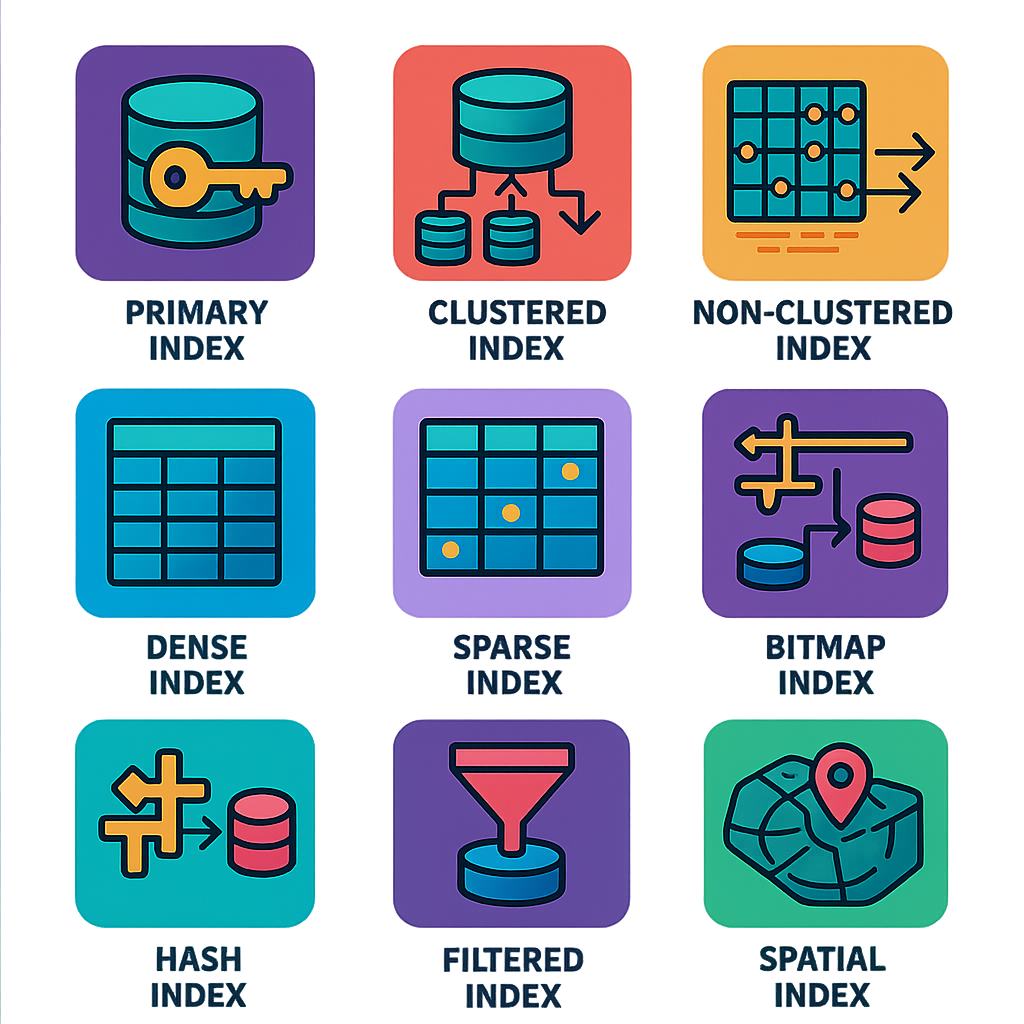 PRIMARY
INDEX
CLUSTERED
INDEX
NON-CLUSTERED
INDEX
DENSE
INDEX
SPARSE
INDEX
BITMAP
INDEX
HASH
INDEX
FILTERED
INDEX
SPATIAL
INDEX